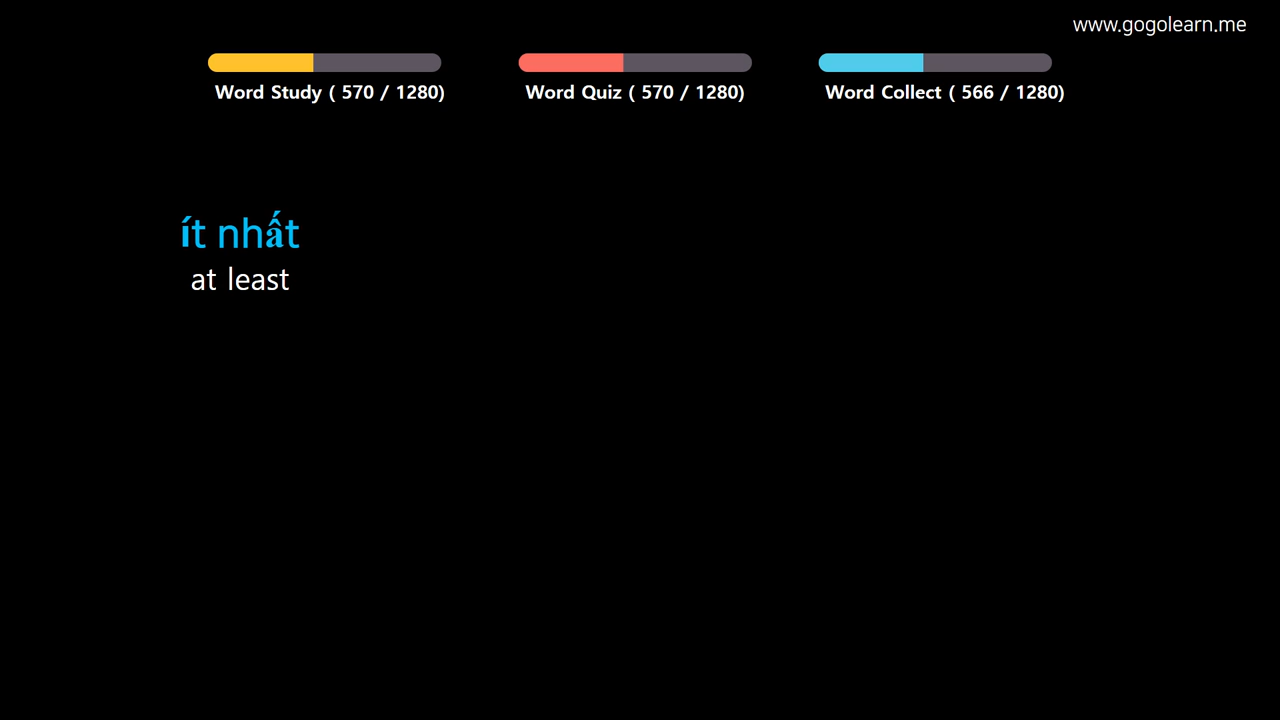 www.gogolearn.me
Word Study ( 570 / 1280)
Word Quiz ( 570 / 1280)
Word Collect ( 566 / 1280)
ít nhất
at least